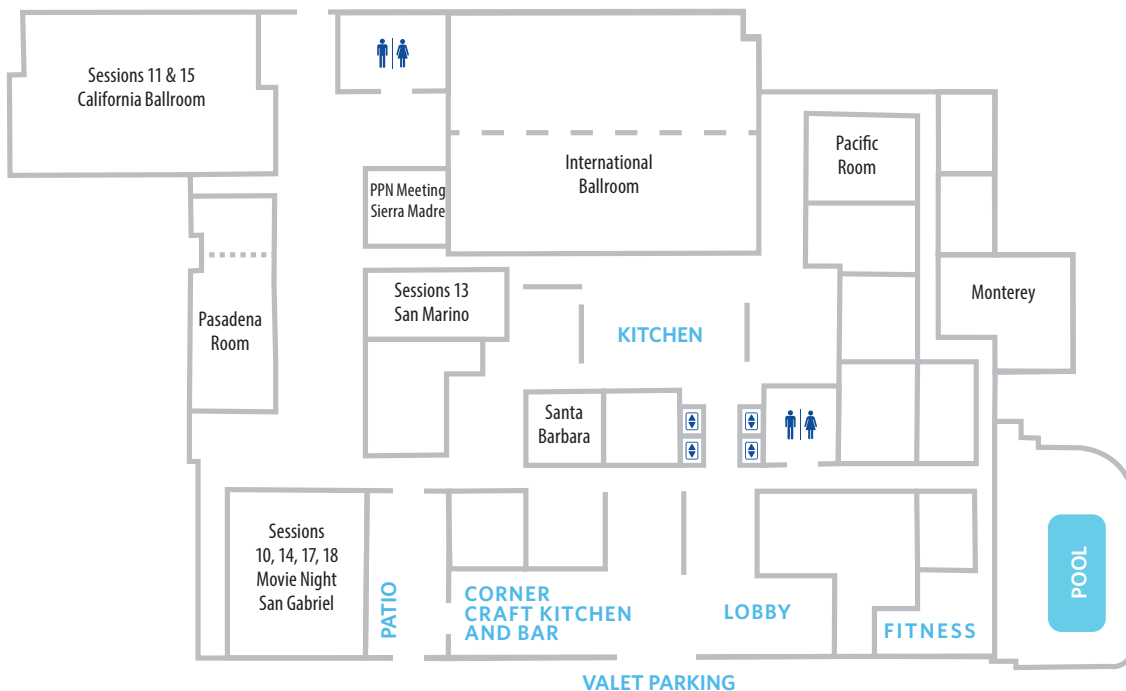 Sessions 11 & 15
California Ballroom
International
Ballroom
Pacific
Room
PPN Meeting
Sierra Madre
Sessions 13
San Marino
Monterey
Pasadena
Room
KITCHEN
Santa
Barbara
Sessions
10, 14, 17, 18
Movie Night
San Gabriel
PATIO
CORNER
CRAFT KITCHEN
AND BAR
LOBBY
FITNESS
POOL
VALET PARKING